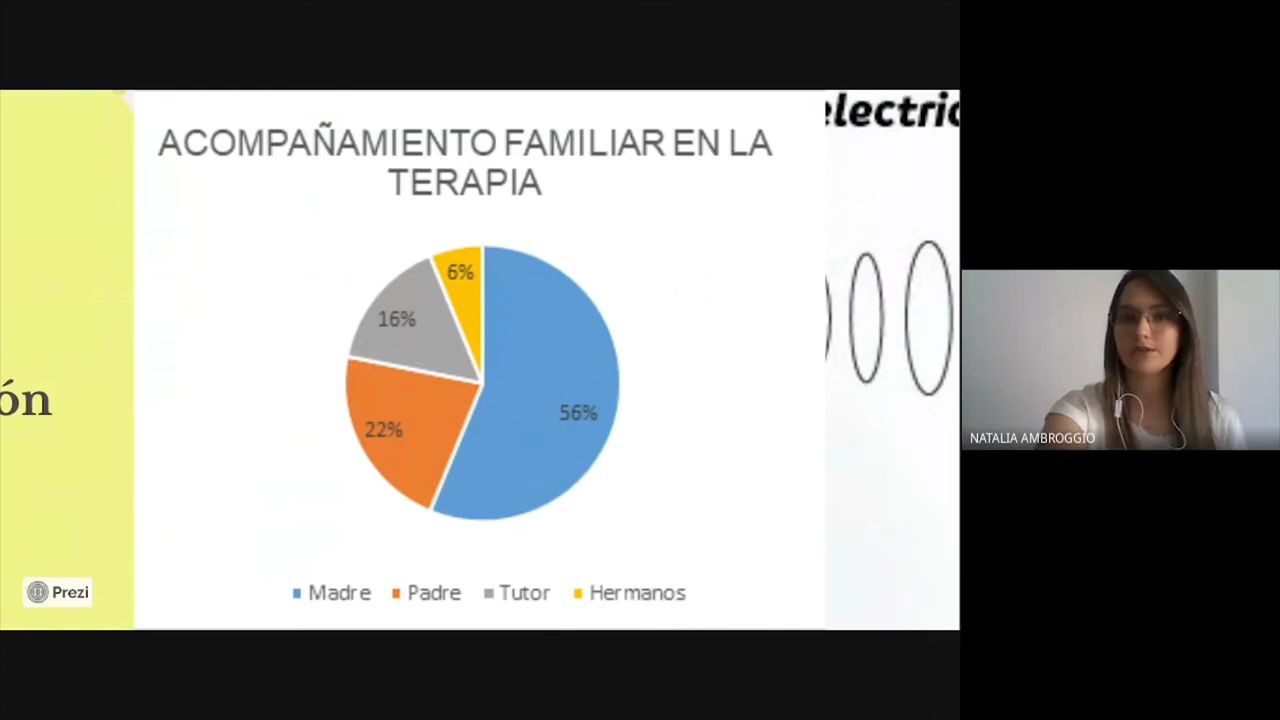 ACOMPAÑAMIENTO FAMILIAR EN LA
TERAPIA
6%
16%
22%
56%
Madre
Padre
Tutor
Hermanos
ón
Prezi
electric
NATALIA AMBROGGIO